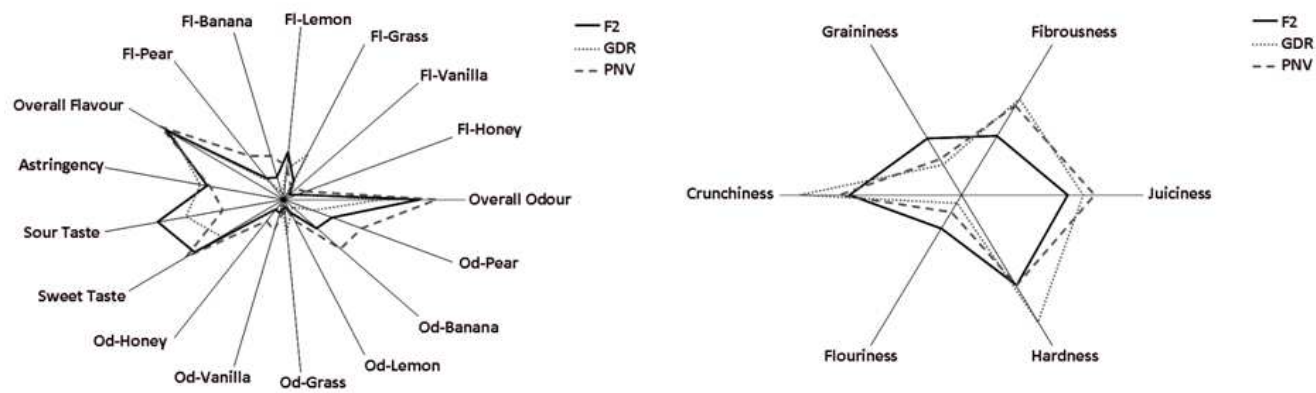 Fl-Lemon
Fl-Banana
Fl-Grass
Fl-Pear
Fl-Vanilla
Overall Flavour
Fl-Honey
Astringency
Overall Odour
Sour Taste
Od-Pear
Sweet Taste
Od-Banana
Od-Honey
Od-Lemon
Od-Vanilla
Od-Grass
F2
GDR
PNV
Graininess
Fibrousness
Crunchiness
Juiciness
Flouriness
Hardness
F2
GDR
PNV